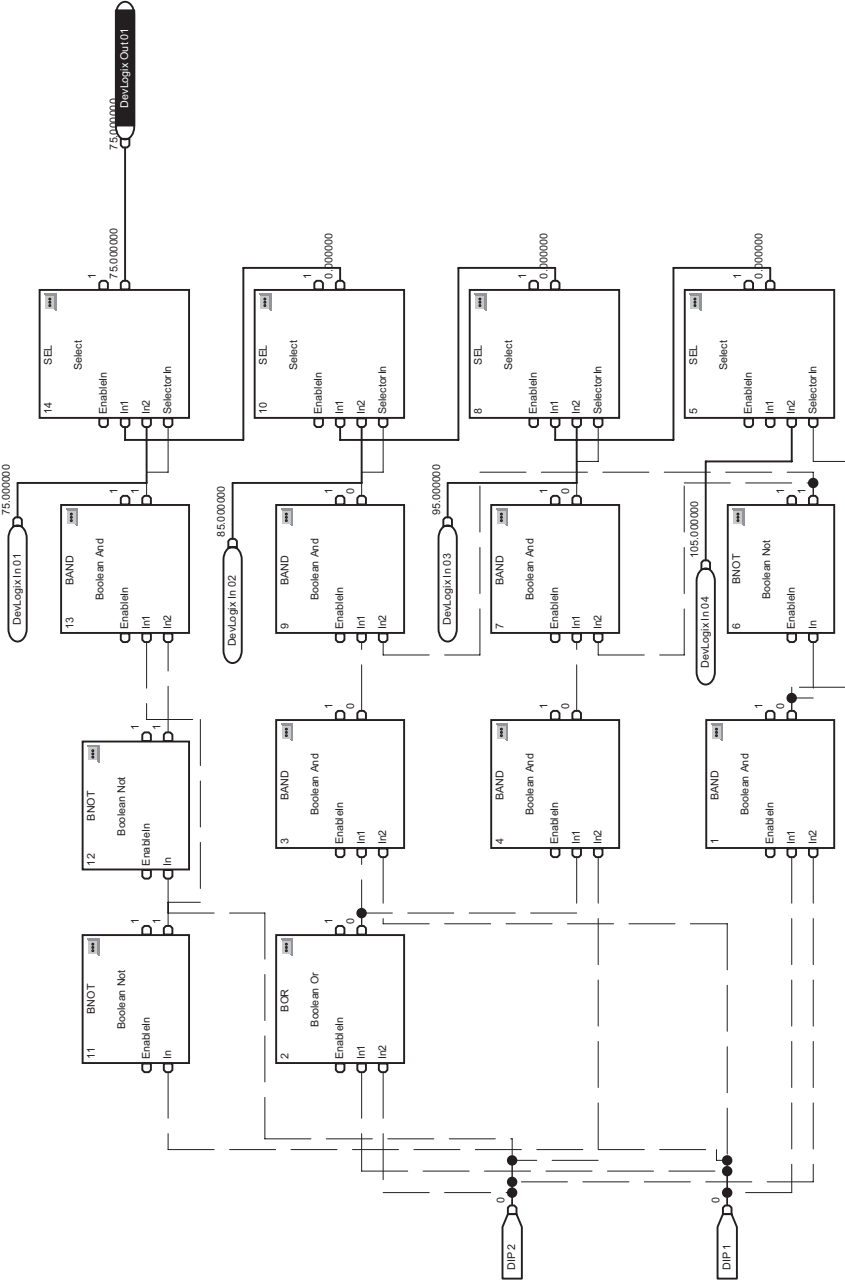 DIP 2
0
DIP 1
0
11
BNOT
Boolean Not
EnableIn
In
1
1
2
BOR
Boolean Or
EnableIn
In1
In2
1
0
12
BNOT
Boolean Not
EnableIn
In
1
1
3
BAND
Boolean And
EnableIn
In1
In2
1
0
4
BAND
Boolean And
EnableIn
In1
In2
1
0
1
BAND
Boolean And
EnableIn
In1
In2
1
0
13
BAND
Boolean And
EnableIn
In1
In2
1
1
9
BAND
Boolean And
EnableIn
In1
In2
1
0
7
BAND
Boolean And
EnableIn
In1
In2
1
0
6
BNOT
Boolean Not
EnableIn
In
1
1
DevLogix In 01
75.000000
DevLogix In 02
85.000000
DevLogix In 03
95.000000
DevLogix In 04
105.000000
14
SEL
Select
EnableIn
In1
In2
SelectorIn
1
75.000000
10
SEL
Select
EnableIn
In1
In2
SelectorIn
1
0.000000
8
SEL
Select
EnableIn
In1
In2
SelectorIn
1
0.000000
5
SEL
Select
EnableIn
In1
In2
SelectorIn
1
0.000000
75.000000
DevLogix Out 01